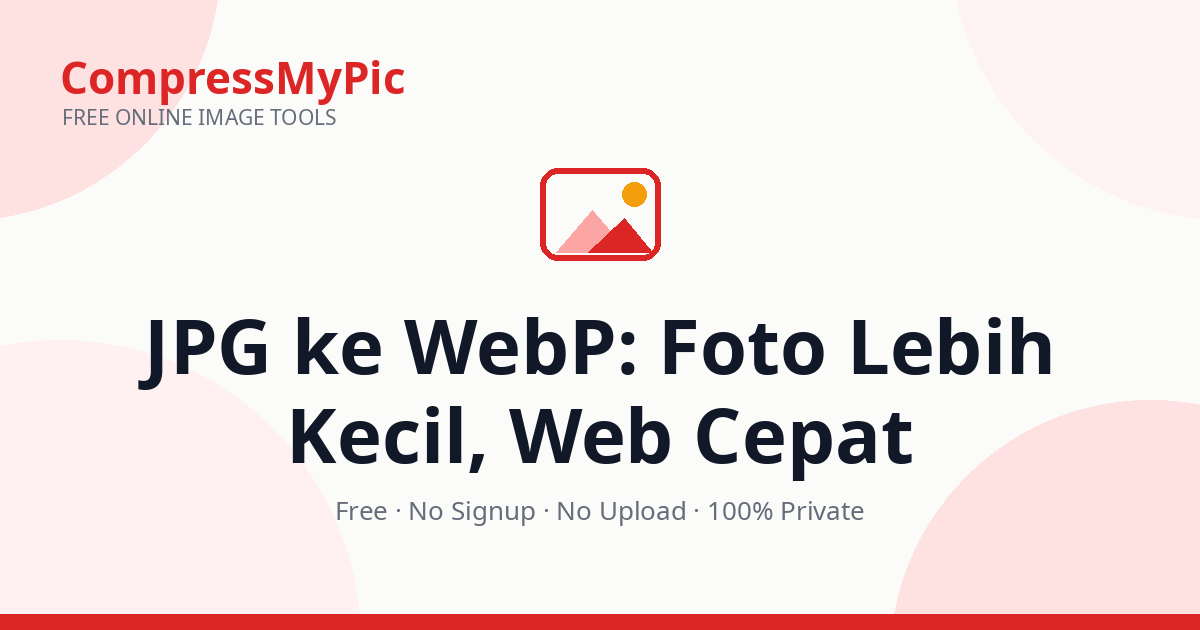 CompressMyPic
FREE ONLINE IMAGE TOOLS
JPG ke WebP: Foto Lebih
Kecil, Web Cepat
Free · No Signup · No Upload · 100% Private